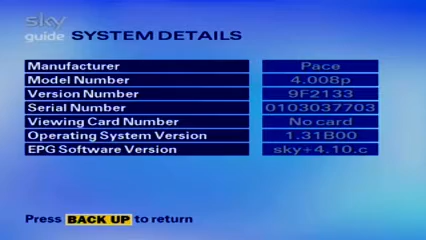 sky
guide SYSTEM DETAILS
Manufacturer Pace
Model Number 4.008p
Version Number 9F2133
Serial Number 0103037703
Viewing Card Number No card
Operating System Version 1.31B00
EPG Software Version sky+4.10.c
Press BACK UP to return